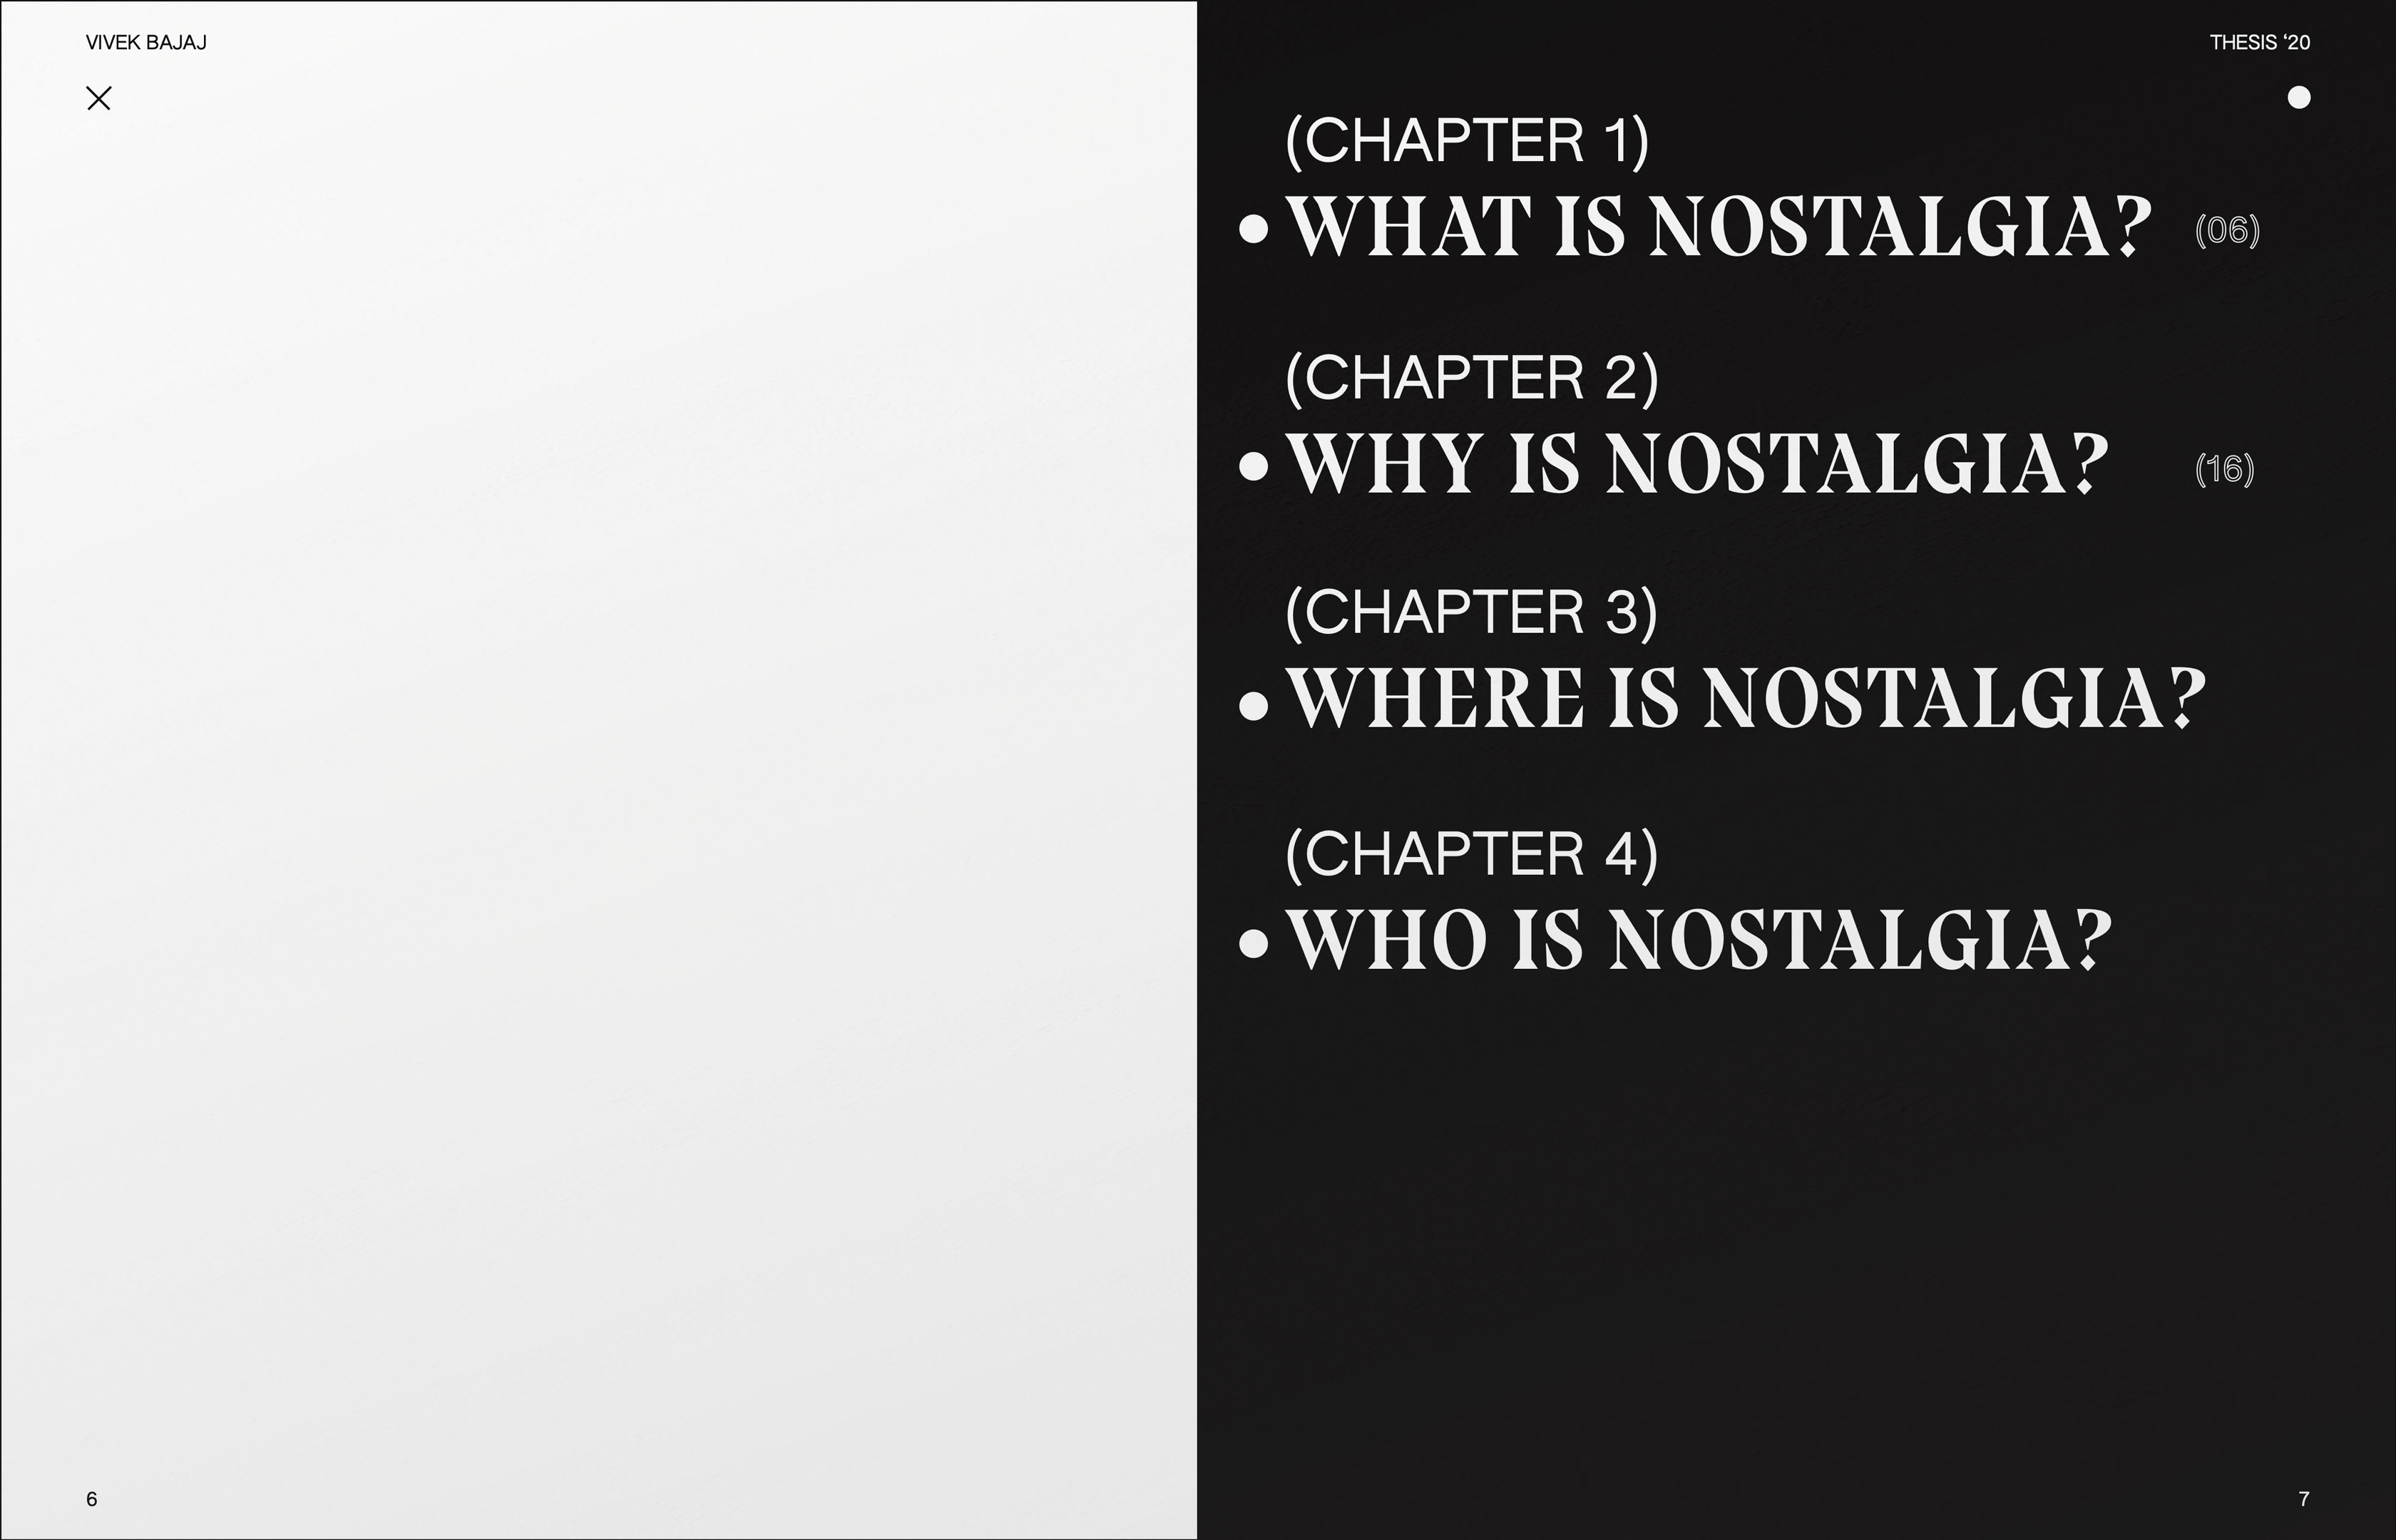 VIVEK BAJAJ
THESIS ‘20
(CHAPTER 1)
WHAT IS NOSTALGIA? (06)
(CHAPTER 2)
WHY IS NOSTALGIA? (16)
(CHAPTER 3)
WHERE IS NOSTALGIA?
(CHAPTER 4)
WHO IS NOSTALGIA?
6
7